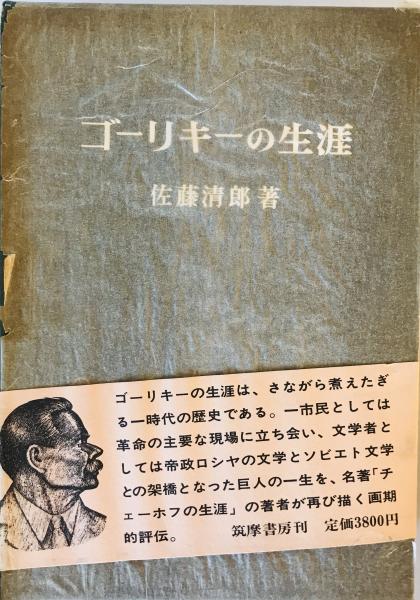 ゴーリキーの生涯
佐藤清郎著
ゴーリキーの生涯は、さながら煮えたぎ
る一時代の歴史である。一市民としては
革命の主要な現場に立ち会い、文学者と
しては帝政ロシヤの文学とソビエト文学
との架橋となった巨人の一生を、名著「チ
ェーホフの生涯」の著者が再び描く画期
的評伝。 筑摩書房刊 定価3800円